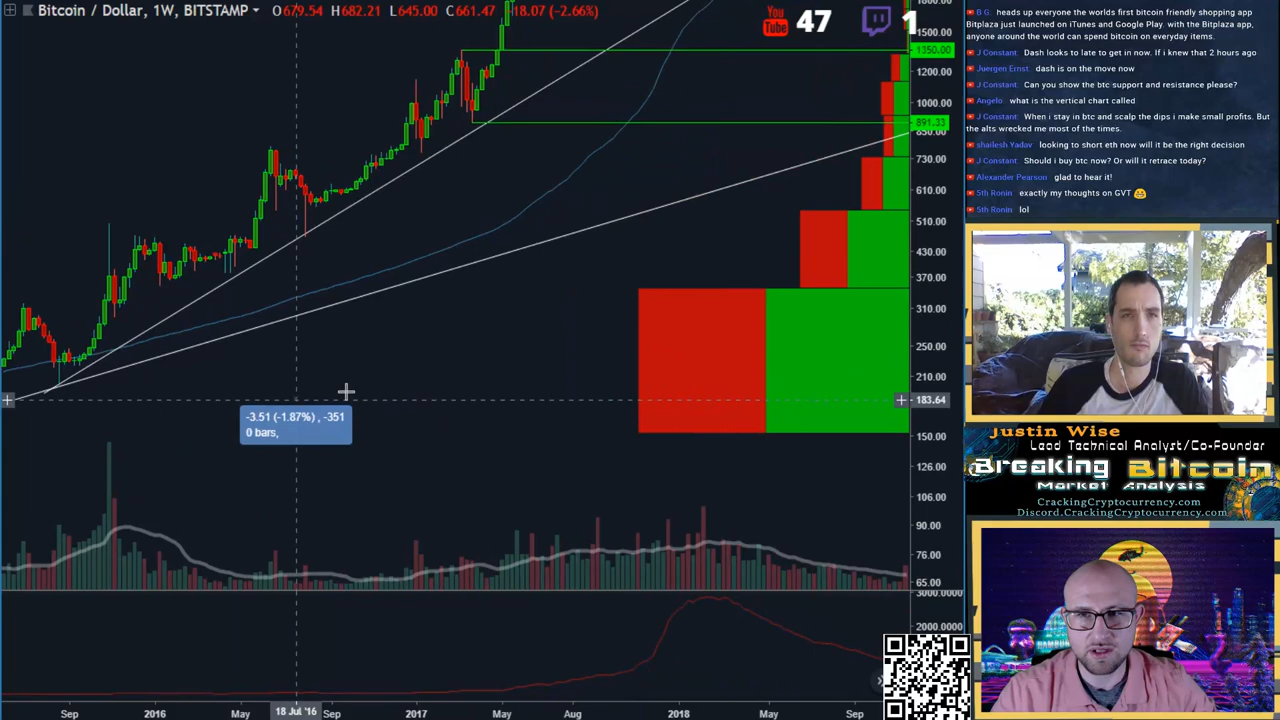 Bitcoin / Dollar, 1W, BITSTAMP O679.54 H682.21 L645.00 C661.47 -18.07 (-2.66%)
You Tube 47 1
1500.00
1350.00
1200.00
1000.00
891.33
850.00
730.00
610.00
510.00
430.00
370.00
310.00
250.00
210.00
183.64
150.00
126.00
106.00
90.00
76.00
65.00
3000.0000
2000.0000
-3.51 (-1.87%) , -351
0 bars,
Sep 2016 May 18 Jul '16 Sep 2017 May Aug 2018 May Sep
B G: heads up everyone the worlds first bitcoin friendly shopping app
Bitplaza just launched on iTunes and Google Play. with the Bitplaza app,
anyone around the world can spend bitcoin on everyday items.
J Constant: Dash looks to late to get in now. If i knew that 2 hours ago
Juergen Ernst: dash is on the move now
J Constant: Can you show the btc support and resistance please?
Angelo: what is the vertical chart called
J Constant: When i stay in btc and scalp the dips i make small profits. But
the alts wrecked me most of the times.
shailesh Yadav: looking to short eth now will it be the right decision
J Constant: Should i buy btc now? Or will it retrace today?
Alexander Pearson: glad to hear it!
5th Ronin: exactly my thoughts on GVT 😄
5th Ronin: lol
Justin Wise
Lead Technical Analyst/Co-Founder
Breaking Bitcoin
Market Analysis
CrackingCryptocurrency.com
Discord.CrackingCryptocurrency.com